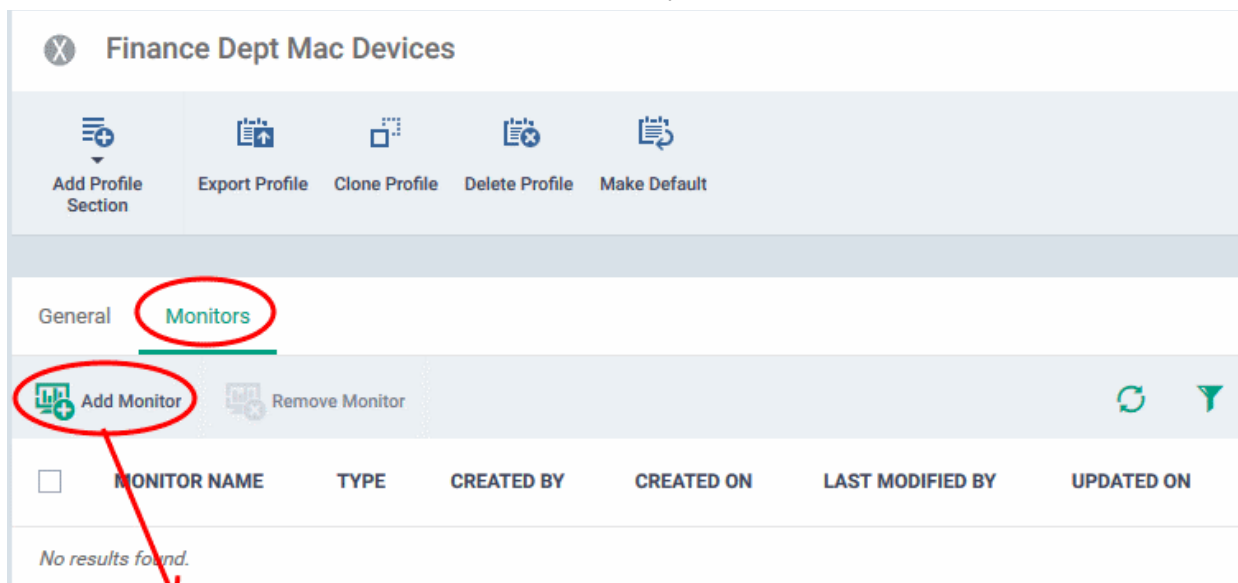 X Finance Dept Mac Devices
Add Profile Section Export Profile Clone Profile Delete Profile Make Default
General Monitors
Add Monitor Remove Monitor
MONITOR NAME TYPE CREATED BY CREATED ON LAST MODIFIED BY UPDATED ON
No results found.